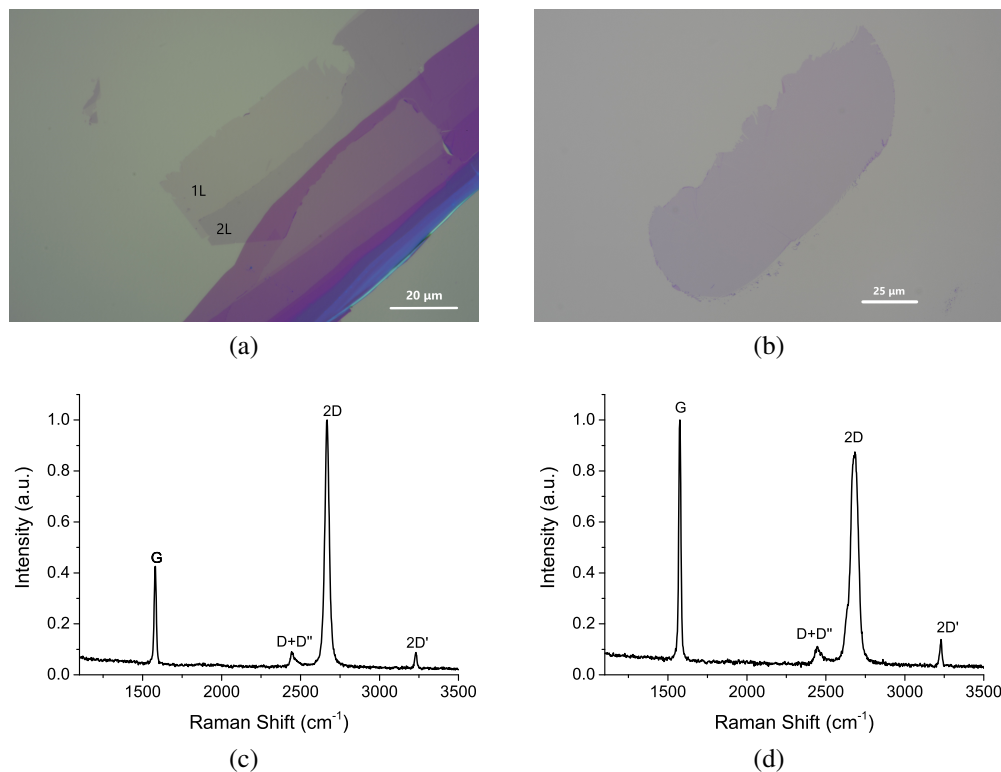 1L
2L
20 µm
25 µm
(a)
(b)
2D
G
D+D"
2D'
1.0
0.8
0.6
0.4
0.2
0.0
Intensity (a.u.)
1500
2000
2500
3000
3500
Raman Shift (cm⁻¹)
G
2D
D+D"
2D'
1.0
0.8
0.6
0.4
0.2
0.0
Intensity (a.u.)
1500
2000
2500
3000
3500
Raman Shift (cm⁻¹)
(c)
(d)